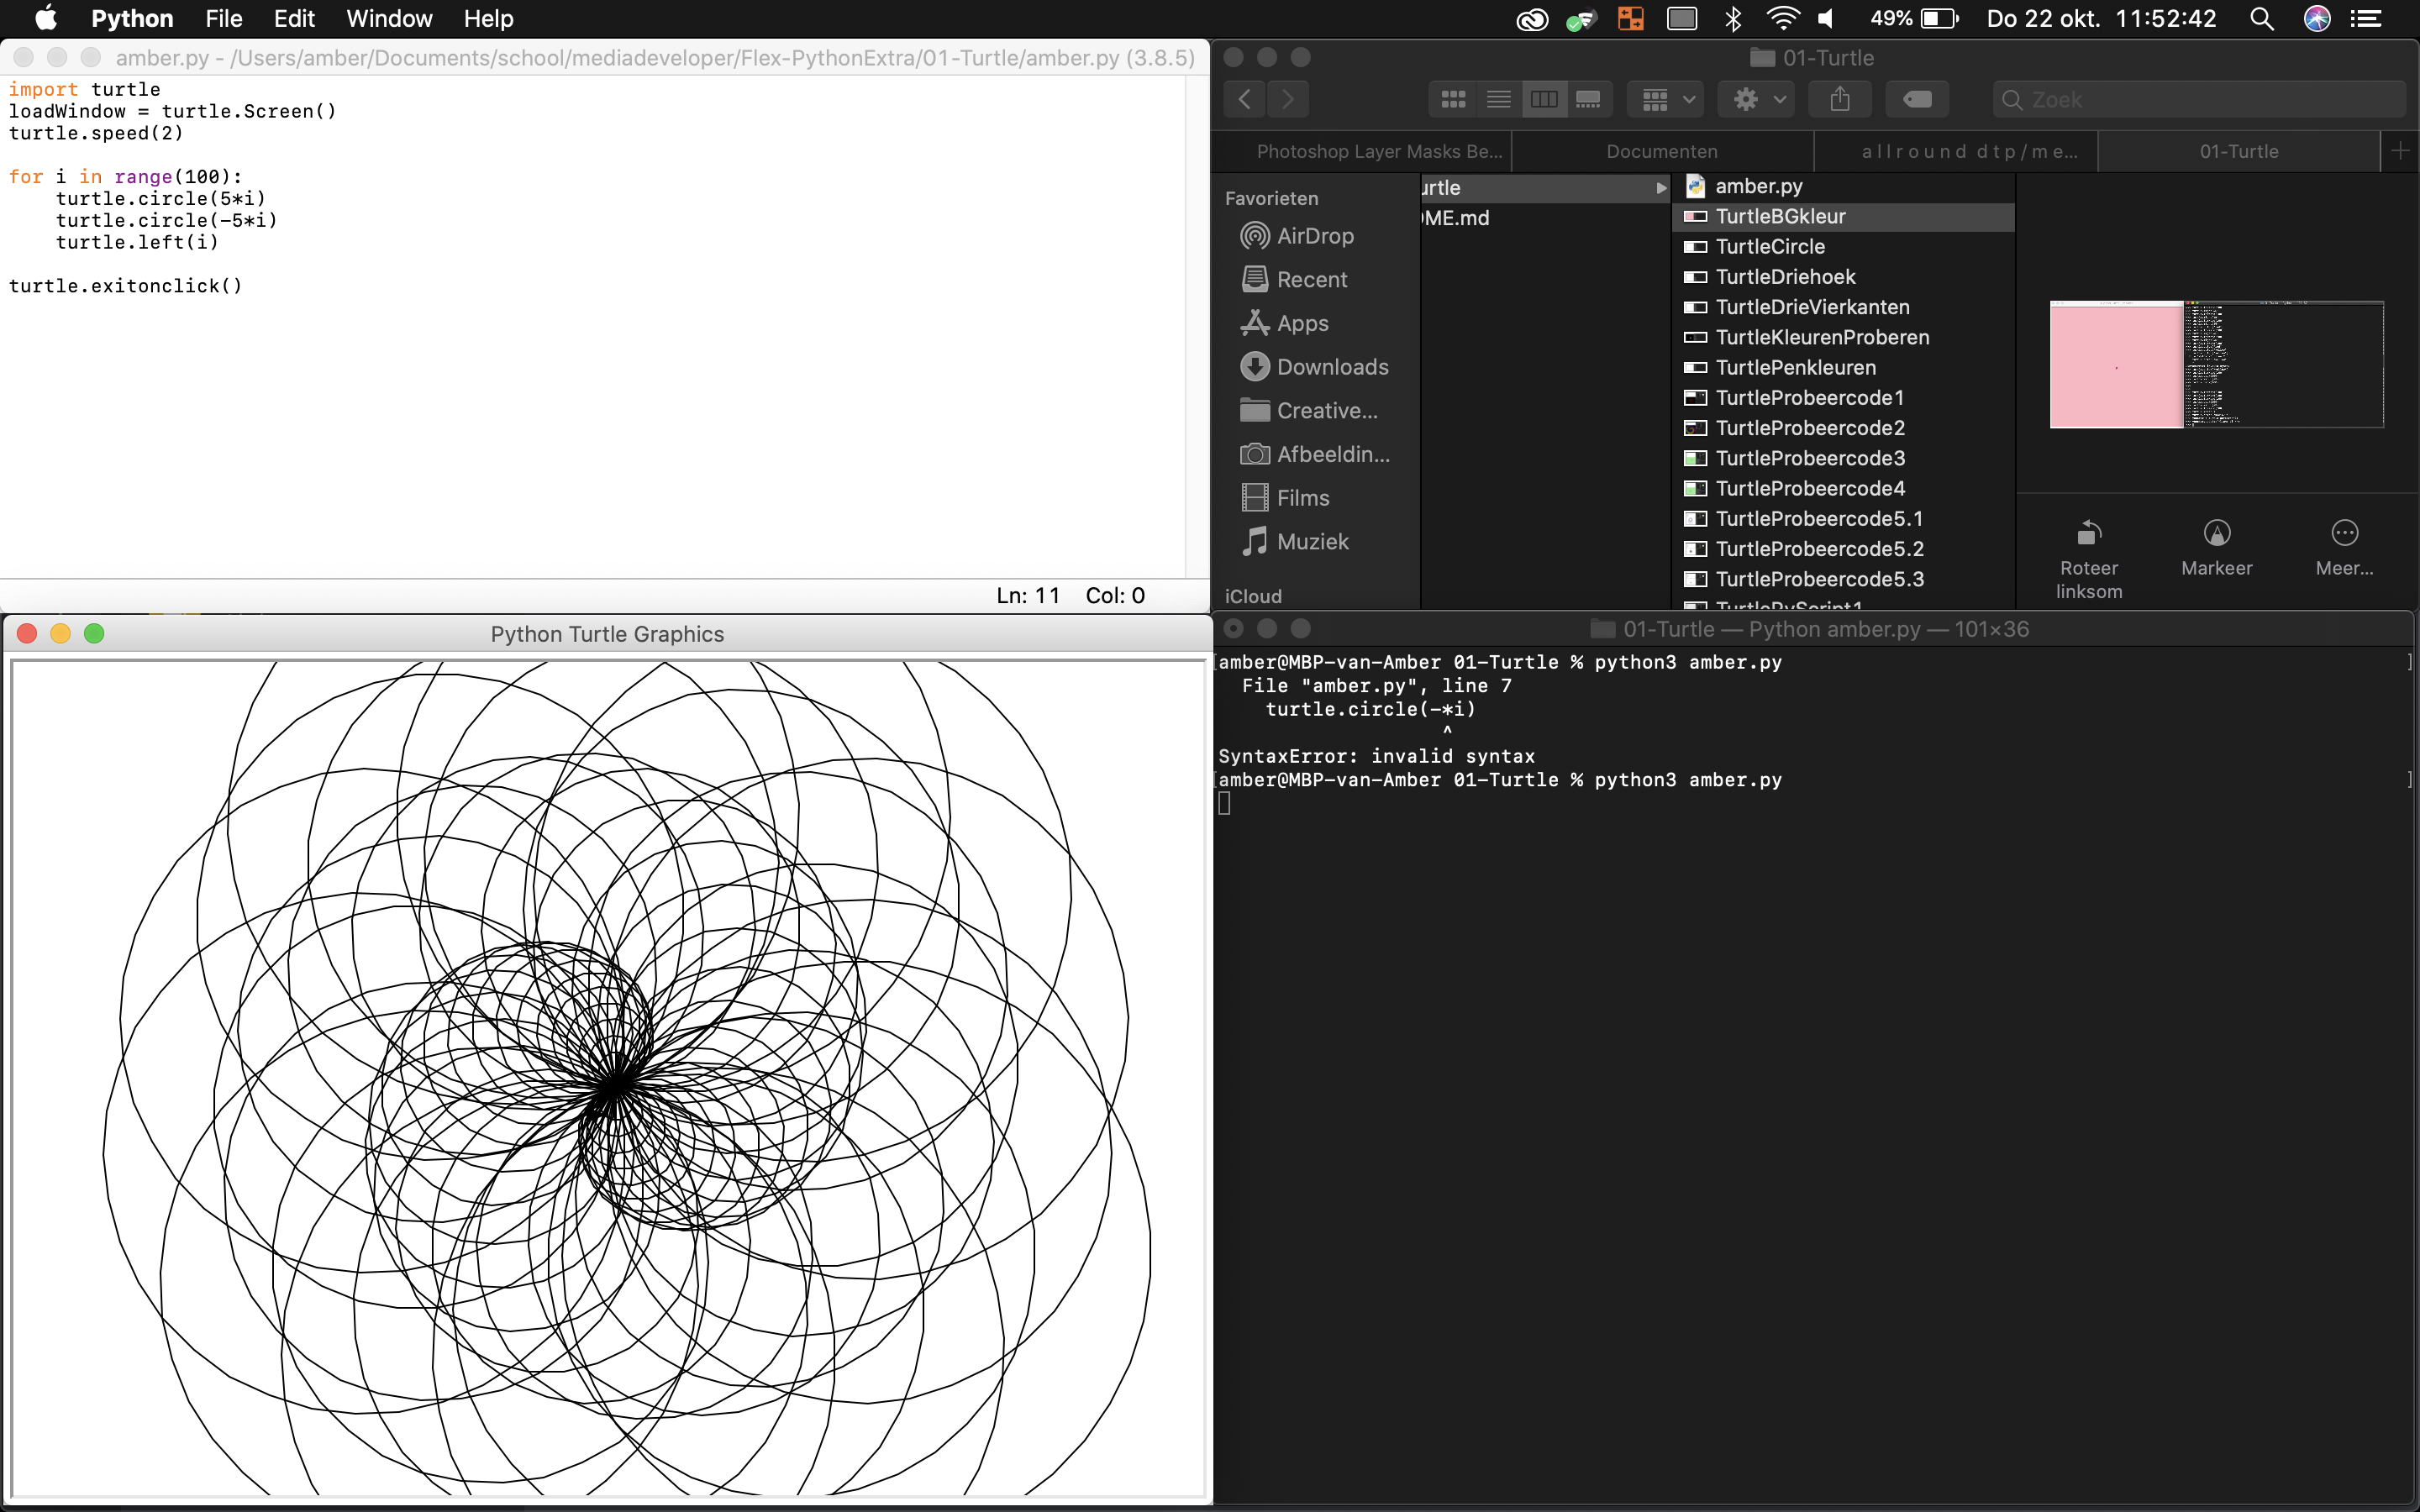 Python File Edit Window Help 49% Do 22 okt. 11:52:42
amber.py - /Users/amber/Documents/school/mediadeveloper/Flex-PythonExtra/01-Turtle/amber.py (3.8.5)
import turtle
loadWindow = turtle.Screen()
turtle.speed(2)
for i in range(100):
    turtle.circle(5*i)
    turtle.circle(-5*i)
    turtle.left(i)
turtle.exitonclick()
Ln: 11 Col: 0
01-Turtle
Zoek
Photoshop Layer Masks Be... Documenten allround dtp/me... 01-Turtle
Favorieten
AirDrop
Recent
Apps
Downloads
Creative...
Afbeeldin...
Films
Muziek
iCloud
urtle
ME.md
amber.py
TurtleBGkleur
TurtleCircle
TurtleDriehoek
TurtleDrieVierkanten
TurtleKleurenProberen
TurtlePenkleuren
TurtleProbeercode1
TurtleProbeercode2
TurtleProbeercode3
TurtleProbeercode4
TurtleProbeercode5.1
TurtleProbeercode5.2
TurtleProbeercode5.3
TurtlePyScript1
Roteer linksom
Markeer
Meer...
Python Turtle Graphics
01-Turtle — Python amber.py — 101×36
[amber@MBP-van-Amber 01-Turtle % python3 amber.py ]
  File "amber.py", line 7
    turtle.circle(-*i)
                   ^
SyntaxError: invalid syntax
[amber@MBP-van-Amber 01-Turtle % python3 amber.py ]